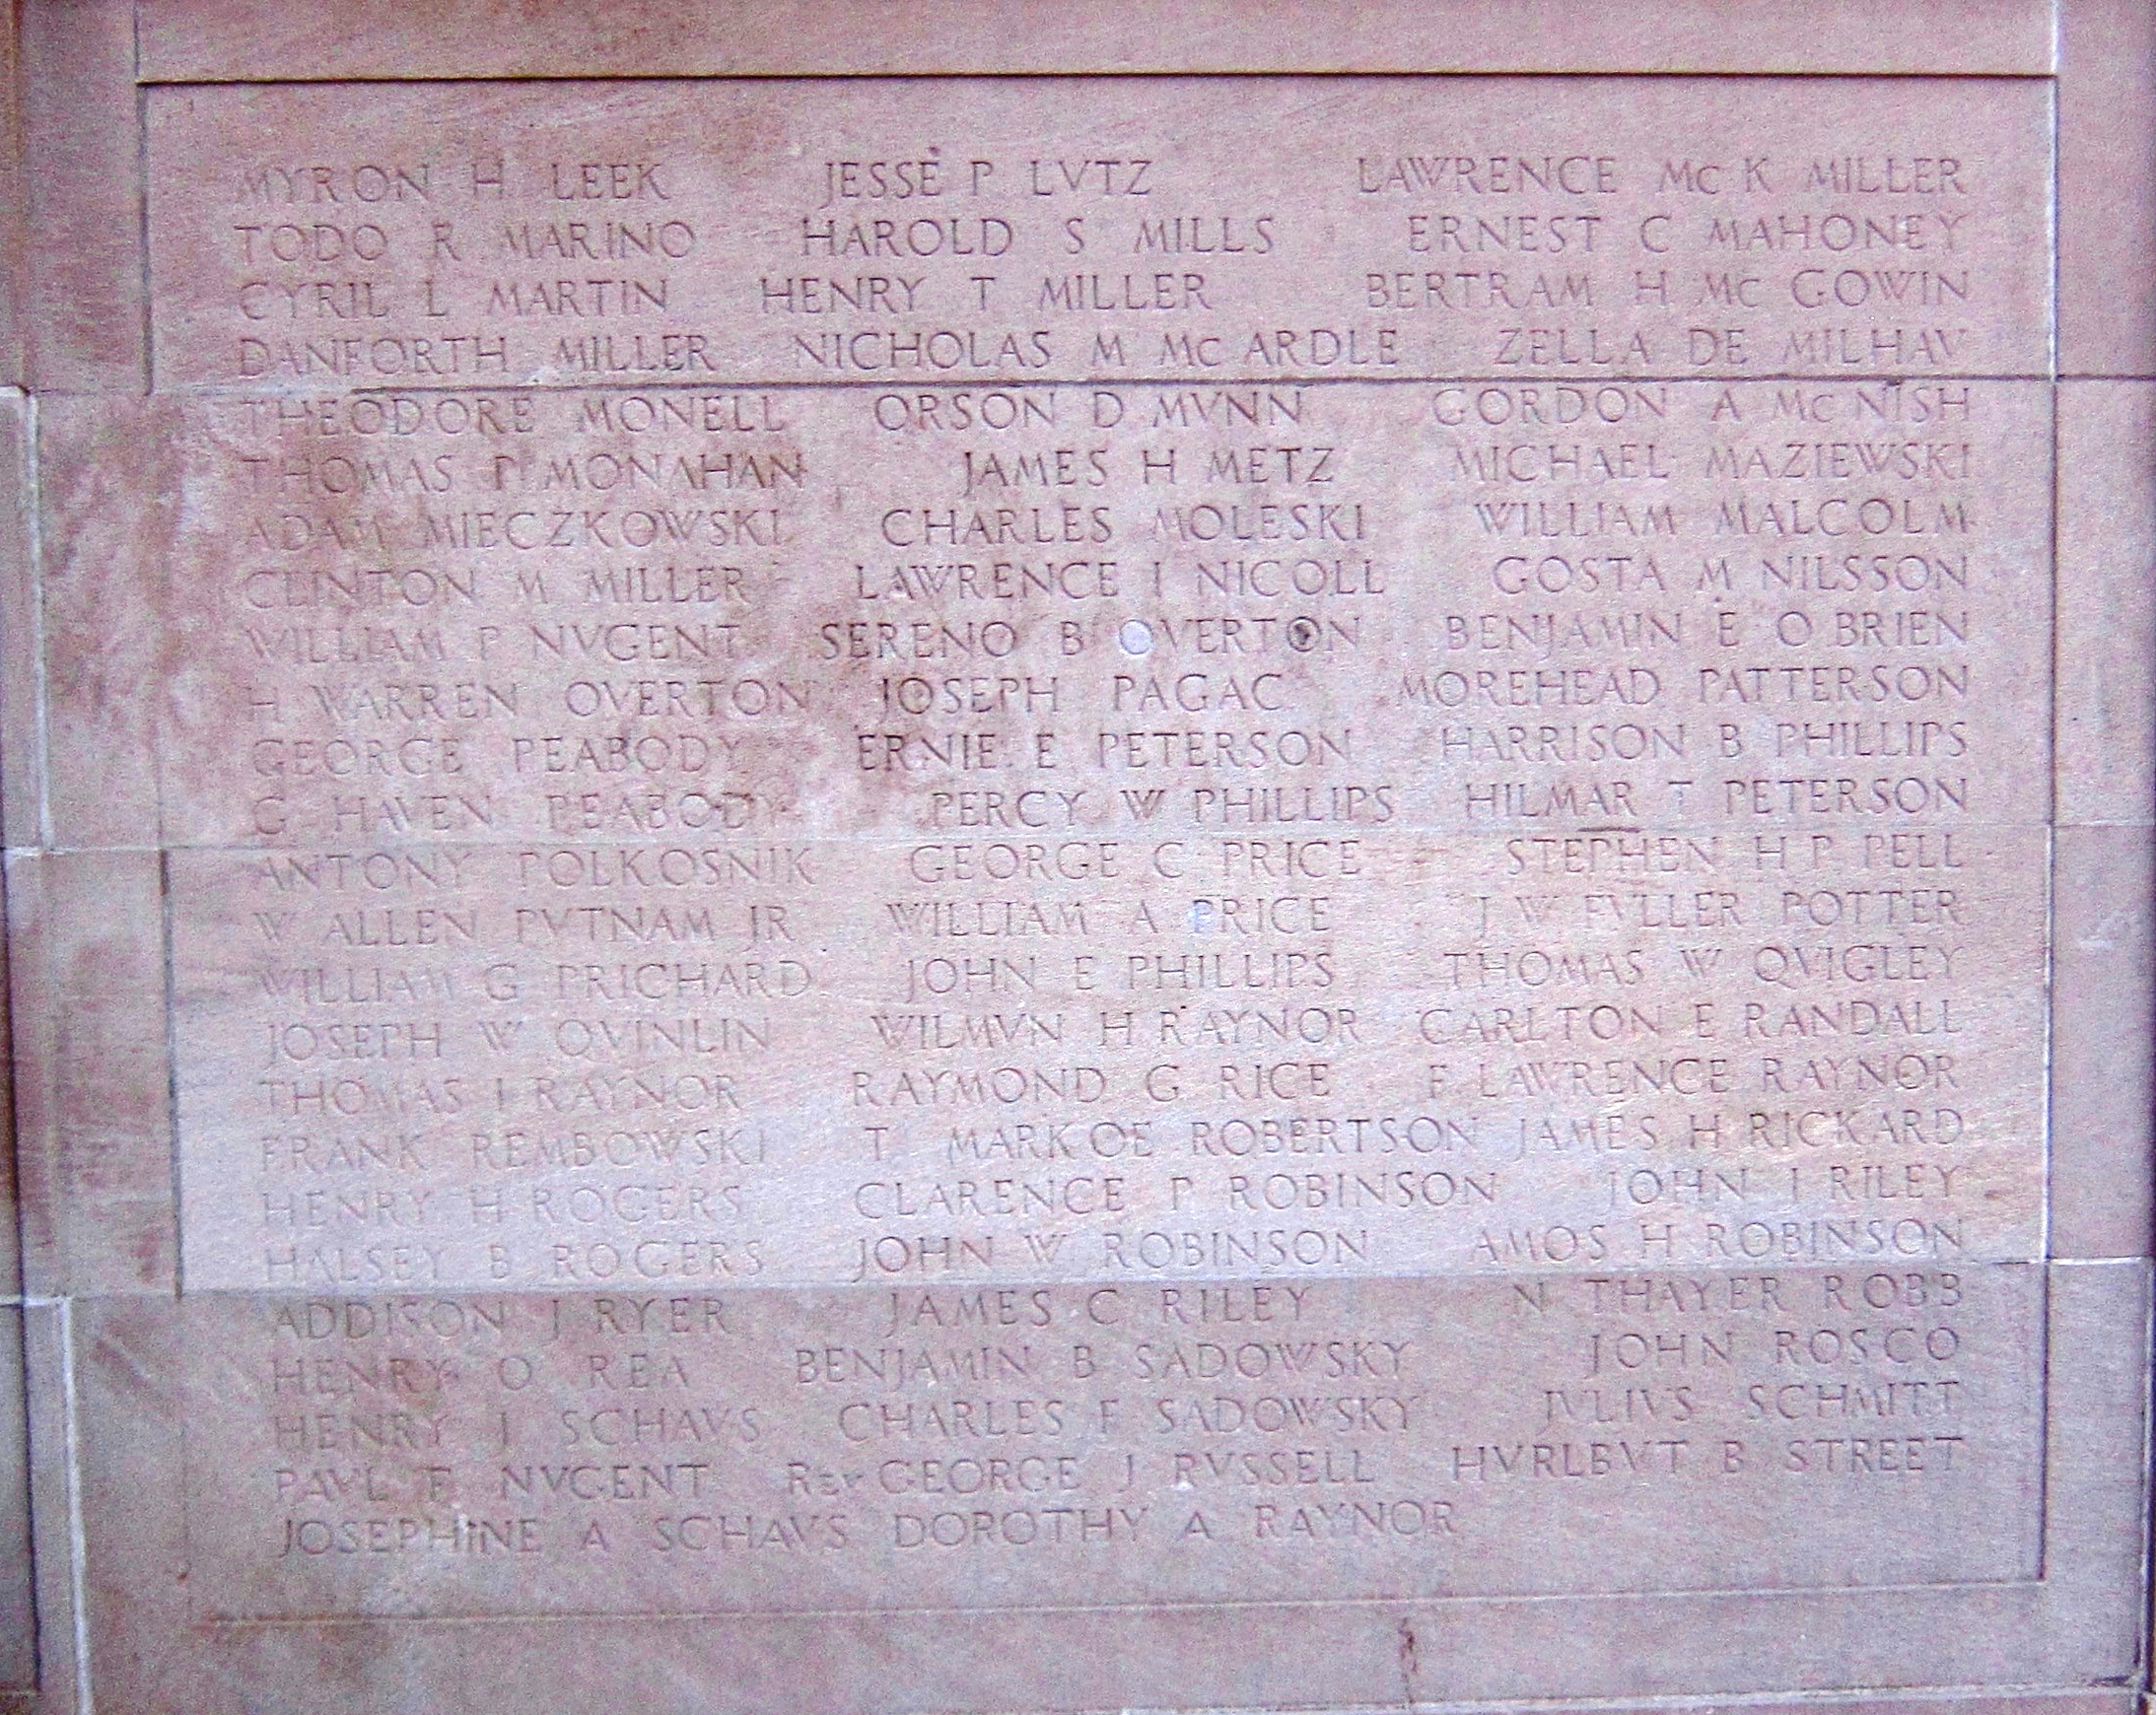 MYRON H LEEK JESSE P LVTZ LAWRENCE Mc K MILLER
TODO R MARINO HAROLD S MILLS ERNEST C MAHONEY
CYRIL L MARTIN HENRY T MILLER BERTRAM H Mc GOWIN
DANFORTH MILLER NICHOLAS M Mc ARDLE ZELLA DE MILHAV
THEODORE MONELL ORSON D MVNN GORDON A Mc NISH
THOMAS P MONAHAN JAMES H METZ MICHAEL MAZIEWSKI
ADAM MIECZKOWSKI CHARLES MOLESKI WILLIAM MALCOLM
CLINTON M MILLER LAWRENCE I NICOLL GOSTA M NILSSON
WILLIAM P NVGENT SERENO B OVERTON BENJAMIN E O BRIEN
H WARREN OVERTON JOSEPH PAGAC MOREHEAD PATTERSON
GEORGE PEABODY ERNIE E PETERSON HARRISON B PHILLIPS
G HAVEN PEABODY PERCY W PHILLIPS HILMAR T PETERSON
ANTONY POLKOSNIK GEORGE C PRICE STEPHEN H P PELL
W ALLEN PVTNAM JR WILLIAM A PRICE J W FVLLER POTTER
WILLIAM G PRICHARD JOHN E PHILLIPS THOMAS W QVIGLEY
JOSEPH W QVINLIN WILMVN H RAYNOR CARLTON E RANDALL
THOMAS I RAYNOR RAYMOND G RICE F LAWRENCE RAYNOR
FRANK REMBOWSKI T MARKOE ROBERTSON JAMES H RICKARD
HENRY H ROGERS CLARENCE P ROBINSON JOHN I RILEY
HALSEY B ROGERS JOHN W ROBINSON AMOS H ROBINSON
ADDISON J RYER JAMES C RILEY N THAYER ROBB
HENRY O REA BENJAMIN B SADOWSKY JOHN ROSCO
HENRY J SCHAVS CHARLES F SADOWSKY JVLIVS SCHMITT
PAVL F NVGENT REV GEORGE J RVSSELL HVRLBVT B STREET
JOSEPHINE A SCHAVS DOROTHY A RAYNOR